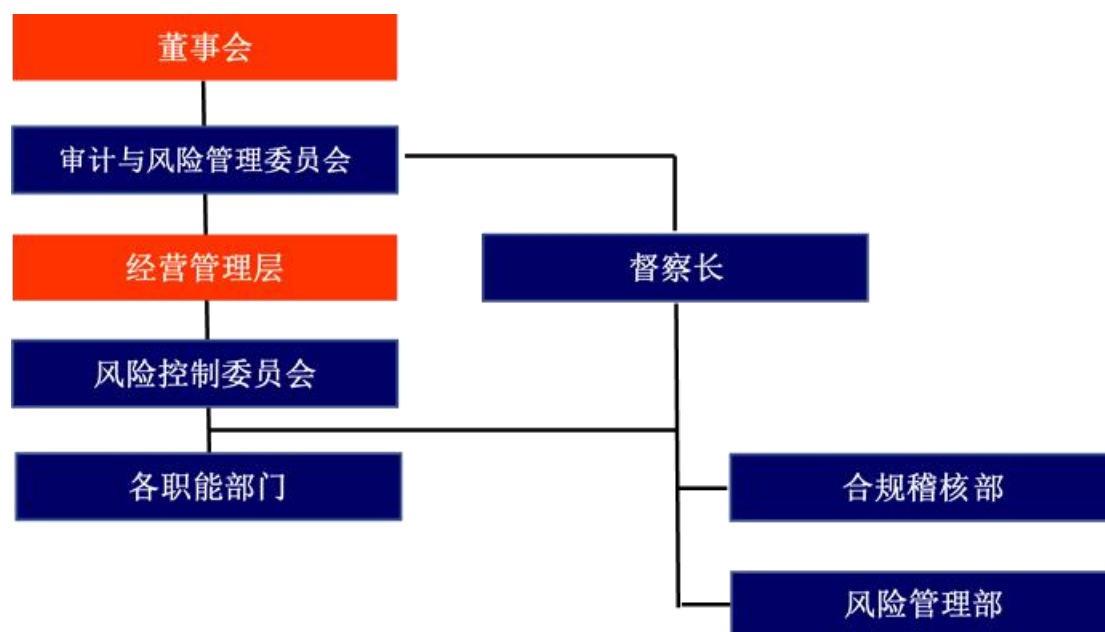 董事会
审计与风险管理委员会
经营管理层
督察长
风险控制委员会
各职能部门
合规稽核部
风险管理部